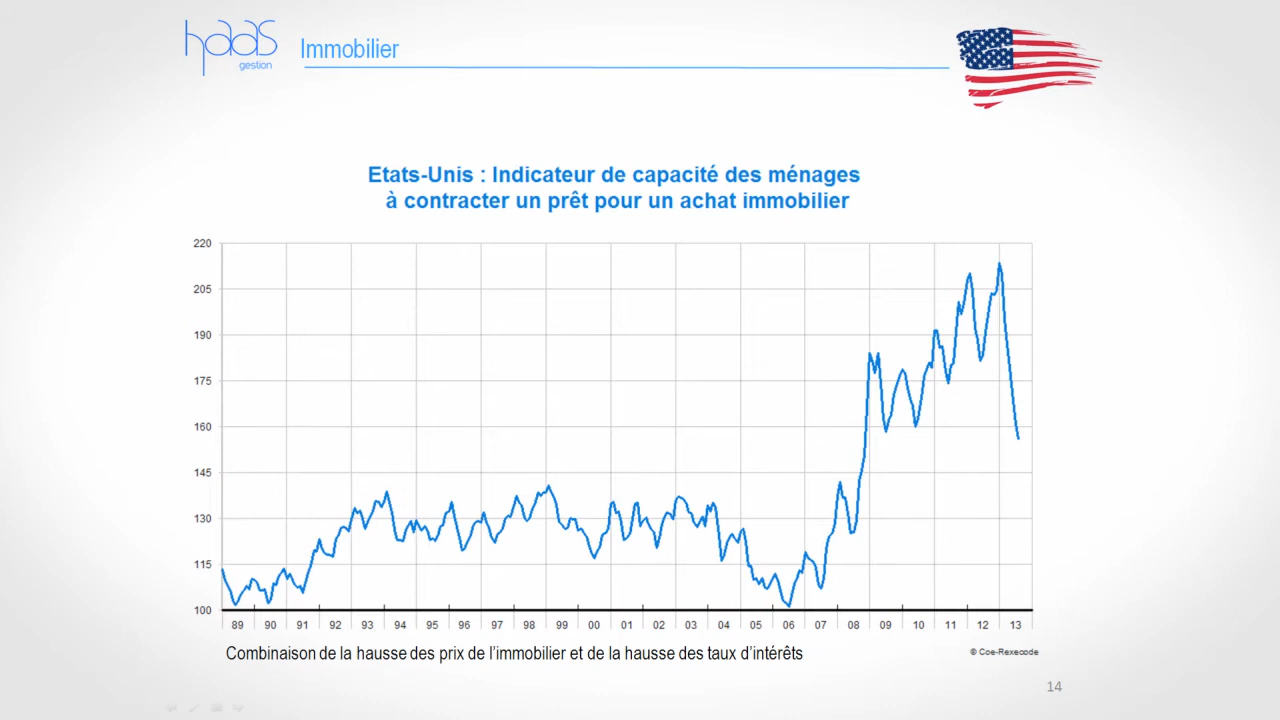 haas
gestion
Immobilier
Etats-Unis : Indicateur de capacité des ménages
à contracter un prêt pour un achat immobilier
220
205
190
175
160
145
130
115
100
89 90 91 92 93 94 95 96 97 98 99 00 01 02 03 04 05 06 07 08 09 10 11 12 13
Combinaison de la hausse des prix de l’immobilier et de la hausse des taux d’intérêts
© Coe-Rexecode
14